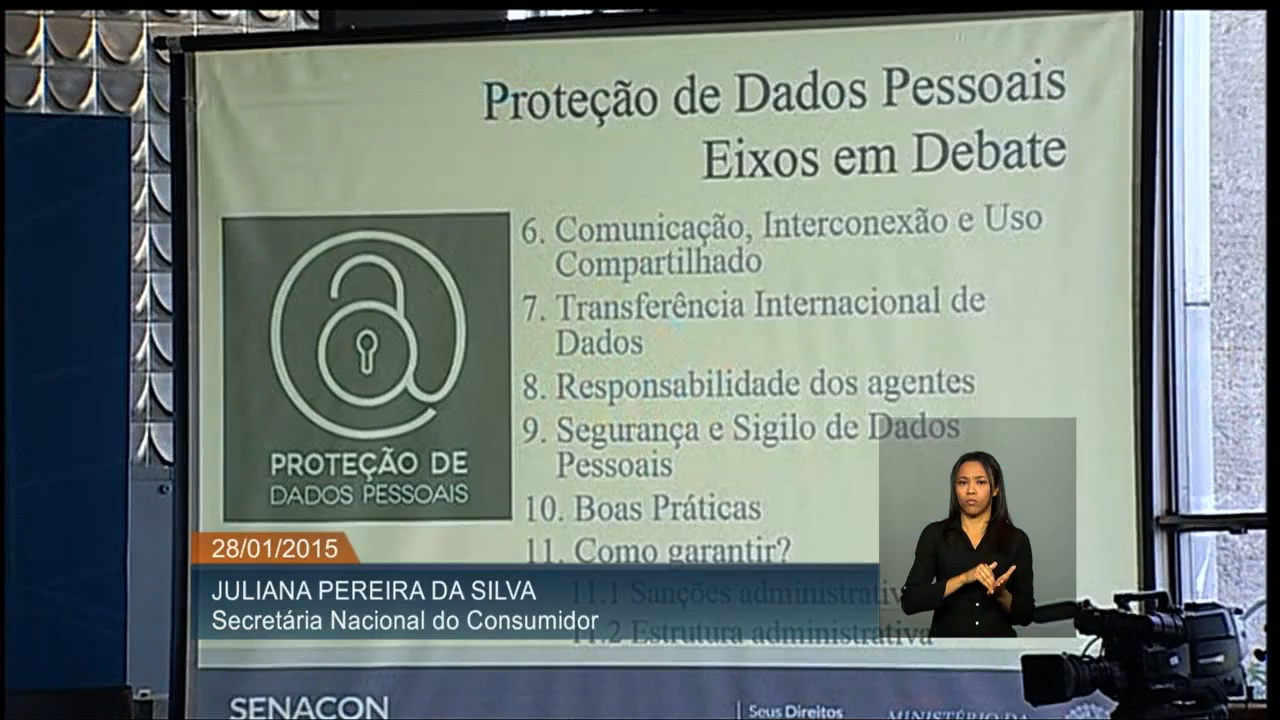 Proteção de Dados Pessoais
Eixos em Debate
6. Comunicação, Interconexão e Uso
Compartilhado
7. Transferência Internacional de
Dados
8. Responsabilidade dos agentes
9. Segurança e Sigilo de Dados
Pessoais
10. Boas Práticas
11. Como garantir?
11.1 Sanções administrativ
11.2 Estrutura administrativa
PROTEÇÃO DE
DADOS PESSOAIS
28/01/2015
JULIANA PEREIRA DA SILVA
Secretária Nacional do Consumidor
SENACON
Seus Direitos
MINISTÉRIO DA